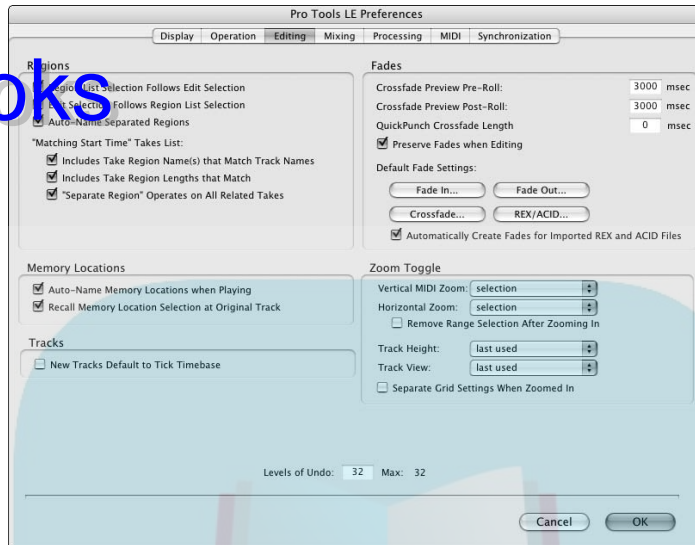 Pro Tools LE Preferences
Display Operation Editing Mixing Processing MIDI Synchronization
oks
Regions
Region List Selection Follows Edit Selection
Selection Follows Region List Selection
Auto-Name Separated Regions
"Matching Start Time" Takes List:
Includes Take Region Name(s) that Match Track Names
Includes Take Region Lengths that Match
"Separate Region" Operates on All Related Takes
Fades
Crossfade Preview Pre-Roll: 3000 msec
Crossfade Preview Post-Roll: 3000 msec
QuickPunch Crossfade Length 0 msec
Preserve Fades when Editing
Default Fade Settings:
Fade In... Fade Out...
Crossfade... REX/ACID...
Automatically Create Fades for Imported REX and ACID Files
Memory Locations
Auto-Name Memory Locations when Playing
Recall Memory Location Selection at Original Track
Tracks
New Tracks Default to Tick Timebase
Zoom Toggle
Vertical MIDI Zoom: selection
Horizontal Zoom: selection
Remove Range Selection After Zooming In
Track Height: last used
Track View: last used
Separate Grid Settings When Zoomed In
Levels of Undo: 32 Max: 32
Cancel OK